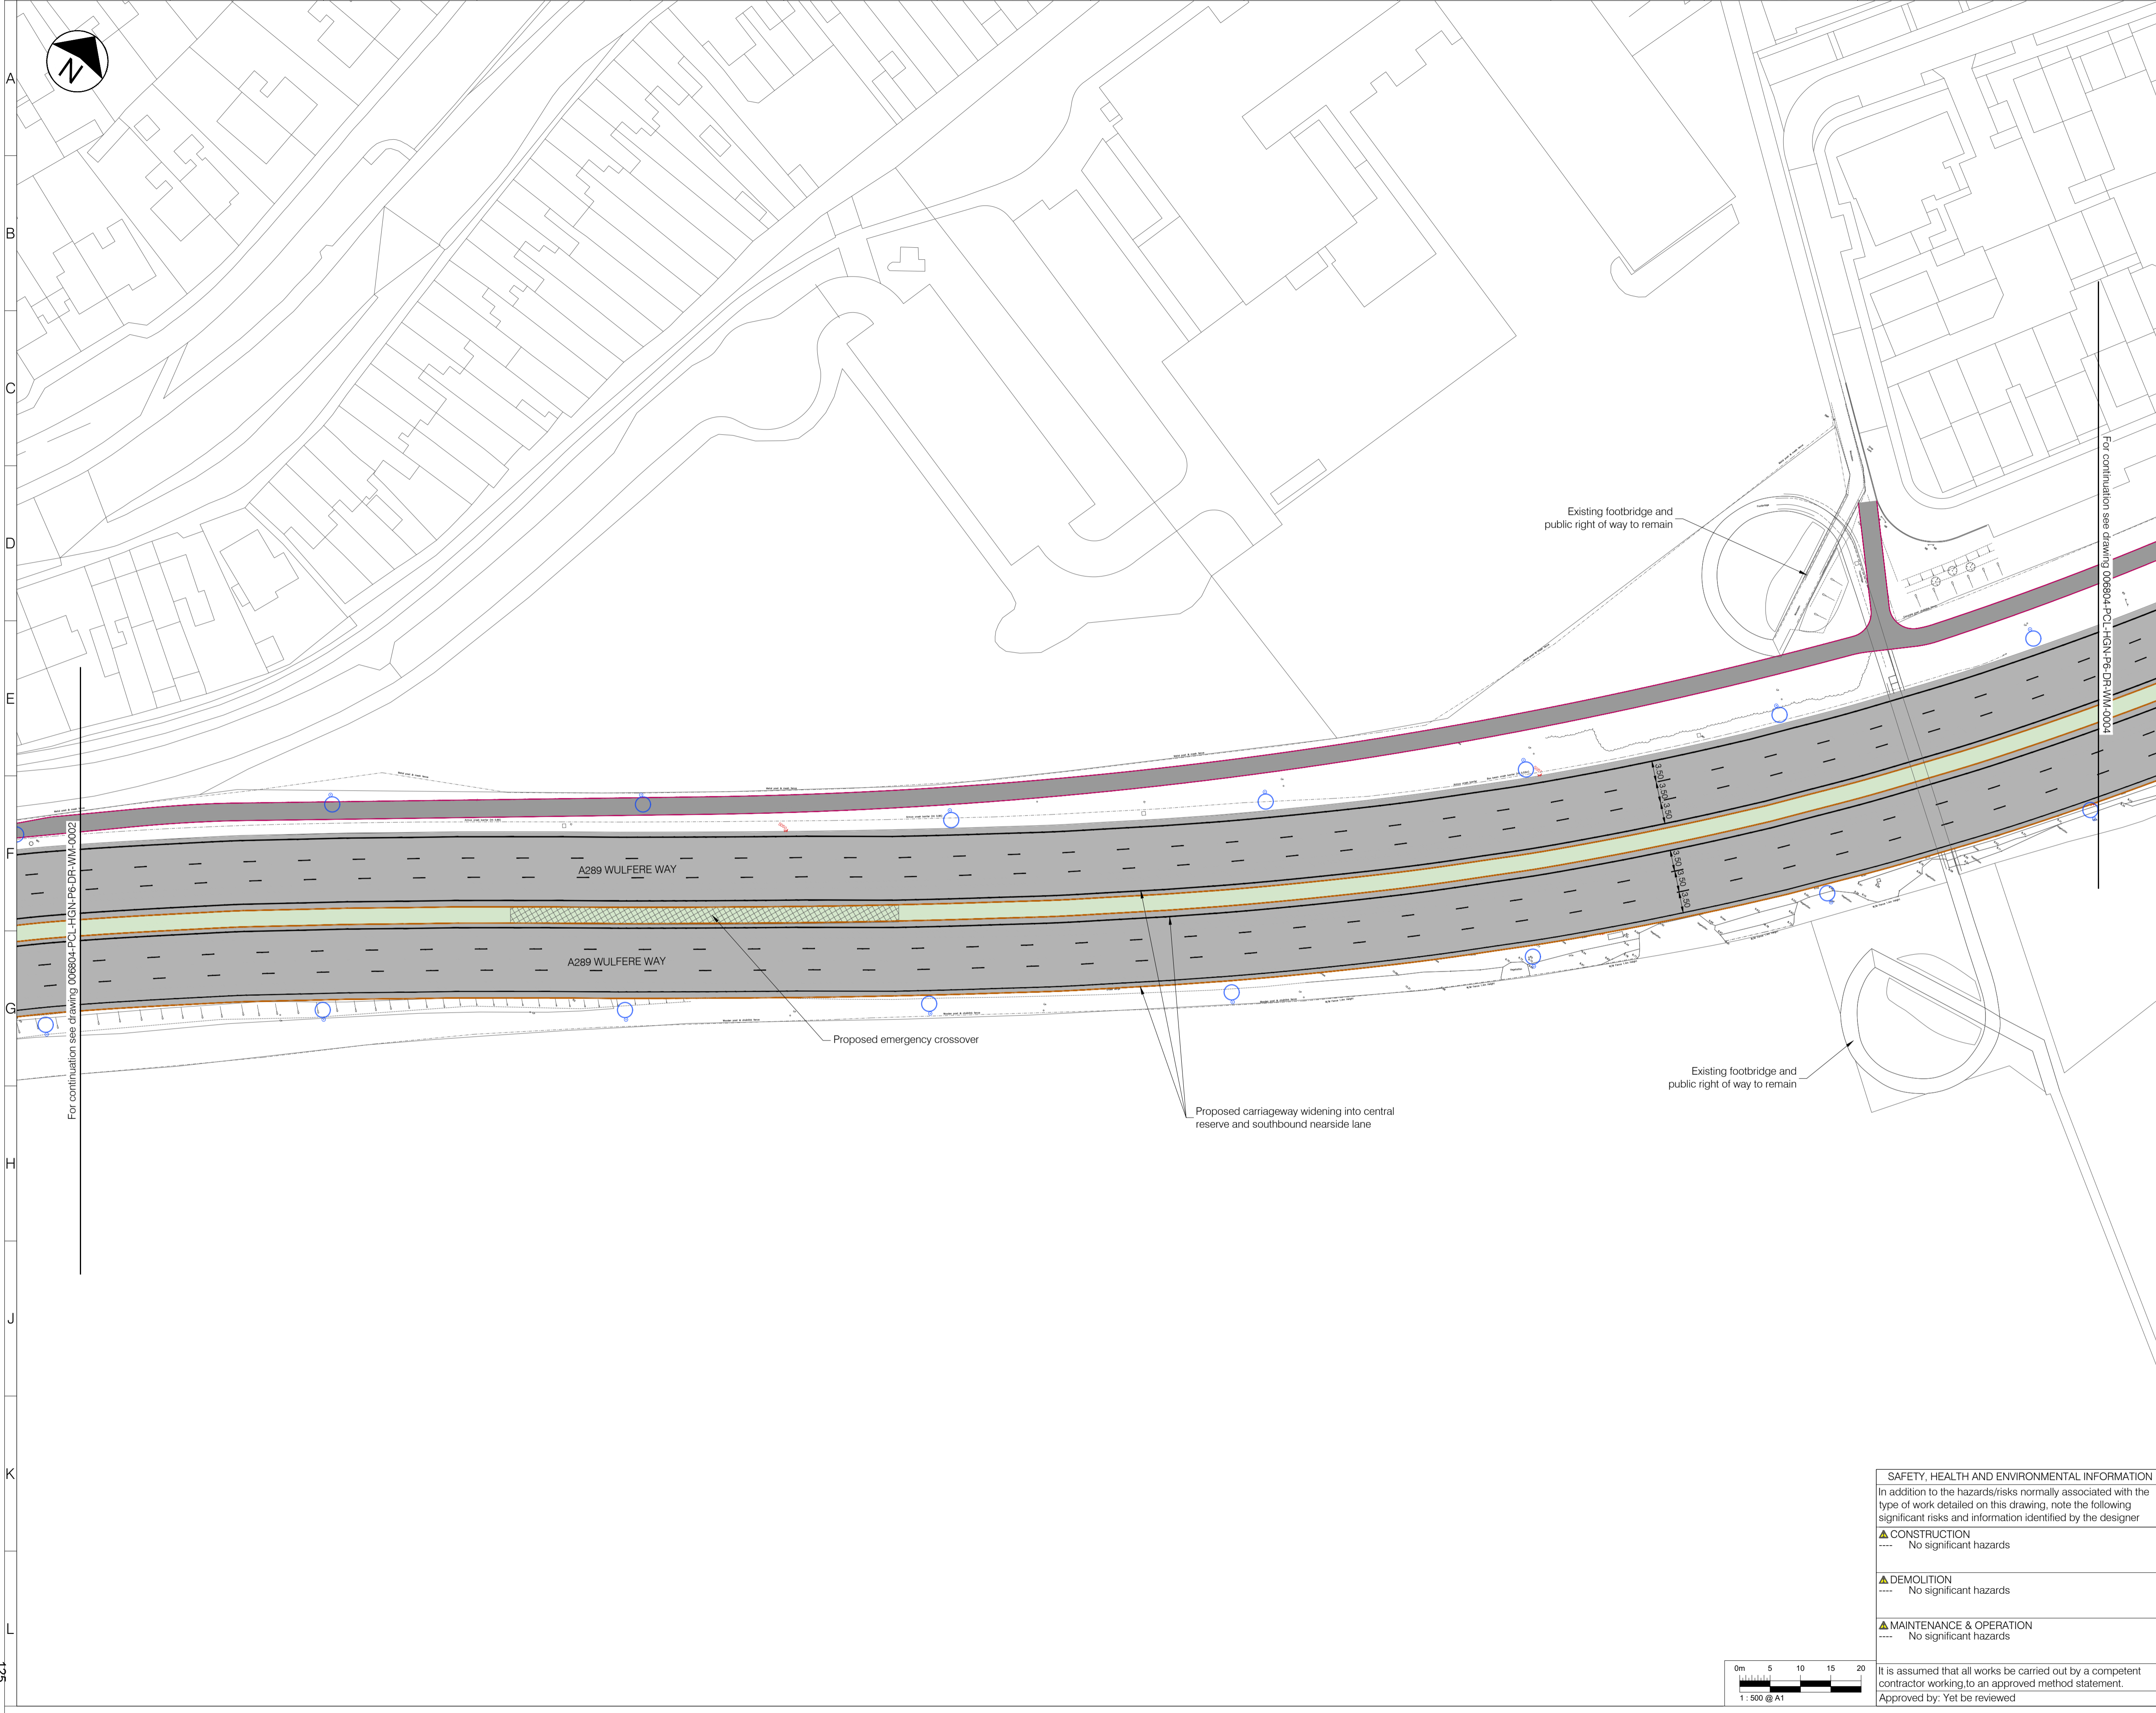 N
A
B
C
D
E
F
G
H
J
K
L
Existing footbridge and
public right of way to remain
For continuation see drawing 006804-PCL-HGN-P6-DR-WM-0004
For continuation see drawing 006804-PCL-HGN-P6-DR-WM-0002
A289 WULFERE WAY
A289 WULFERE WAY
3.50
3.50
3.50
3.50
3.50
3.50
Proposed emergency crossover
Proposed carriageway widening into central
reserve and southbound nearside lane
Existing footbridge and
public right of way to remain
SAFETY, HEALTH AND ENVIRONMENTAL INFORMATION
In addition to the hazards/risks normally associated with the
type of work detailed on this drawing, note the following
significant risks and information identified by the designer
CONSTRUCTION
---- No significant hazards
DEMOLITION
---- No significant hazards
MAINTENANCE & OPERATION
---- No significant hazards
It is assumed that all works be carried out by a competent
contractor working,to an approved method statement.
Approved by: Yet be reviewed
0m 5 10 15 20
1 : 500 @ A1